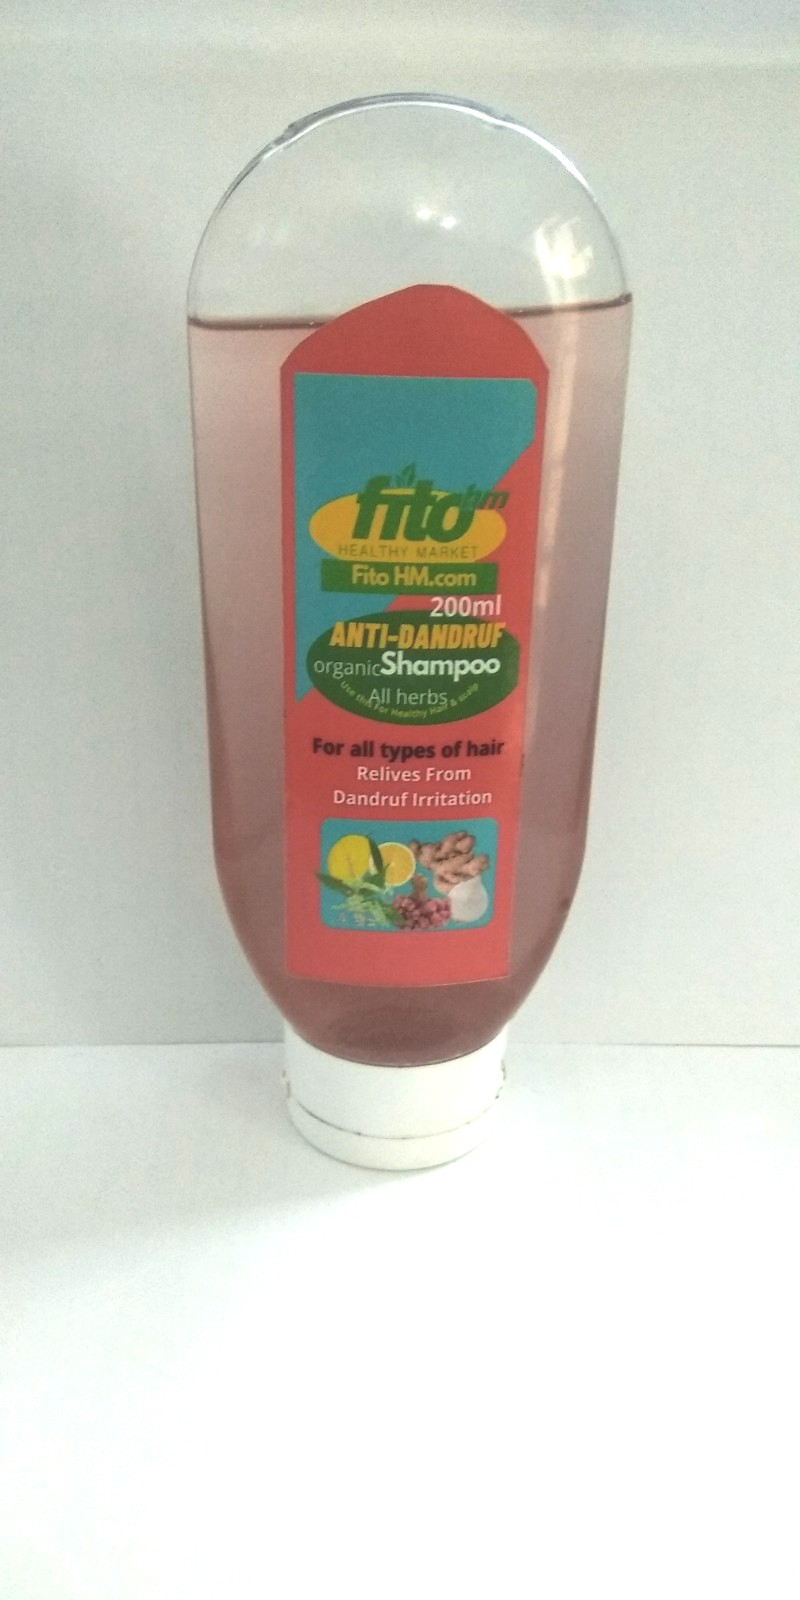 fito hm
HEALTHY MARKET
Fito HM.com
200ml
ANTI-DANDRUF
organic Shampoo
All herbs
Use this For Healthy Hair & scalp
For all types of hair
Relives From
Dandruf Irritation